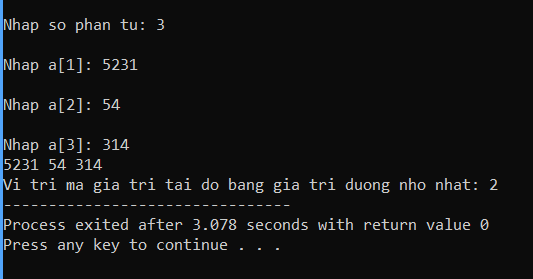 Nhap so phan tu: 3
Nhap a[1]: 5231
Nhap a[2]: 54
Nhap a[3]: 314
5231 54 314
Vi tri ma gia tri tai do bang gia tri duong nho nhat: 2
--------------------------------
Process exited after 3.078 seconds with return value 0
Press any key to continue . . .